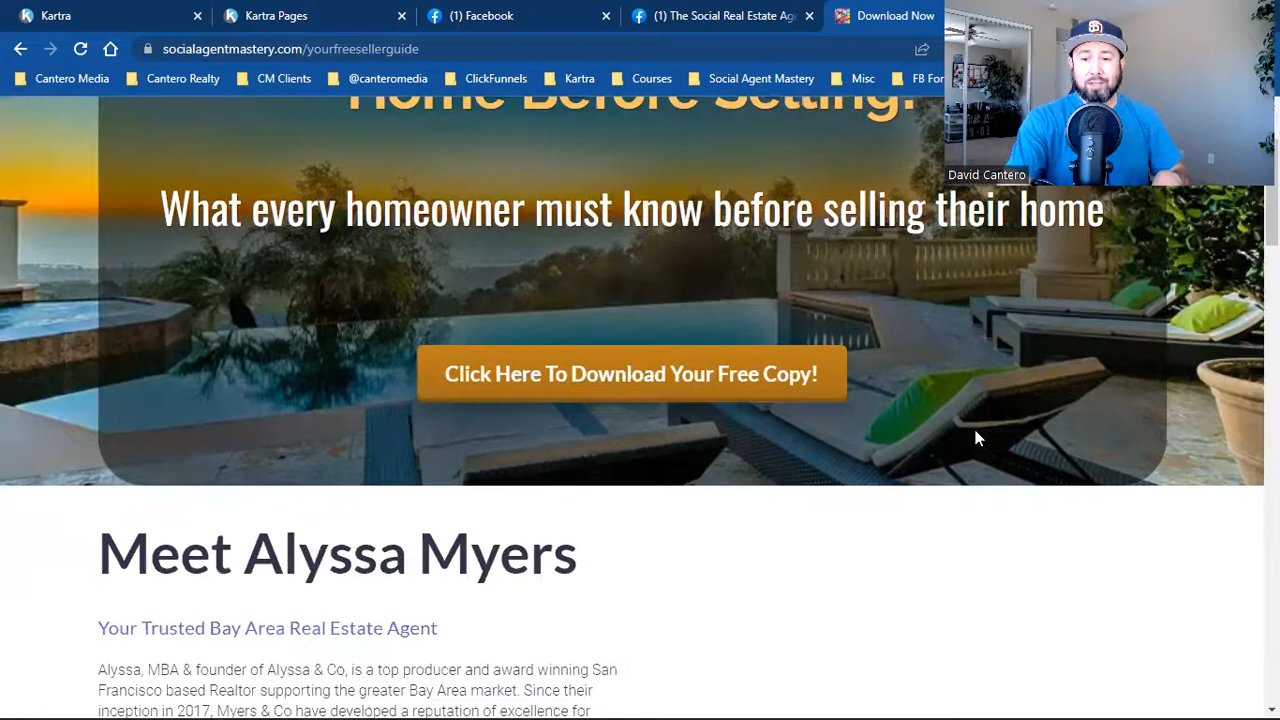 Kartra
Kartra Pages
(1) Facebook
(1) The Social Real Estate Ag
Download Now
socialagentmastery.com/yourfreesellerguide
Cantero Media
Cantero Realty
CM Clients
@canteromedia
ClickFunnels
Kartra
Courses
Social Agent Mastery
Misc
FB For
David Cantero
Home Before Selling!
What every homeowner must know before selling their home
Click Here To Download Your Free Copy!
Meet Alyssa Myers
Your Trusted Bay Area Real Estate Agent
Alyssa, MBA & founder of Alyssa & Co, is a top producer and award winning San
Francisco based Realtor supporting the greater Bay Area market. Since their
inception in 2017, Myers & Co have developed a reputation of excellence for